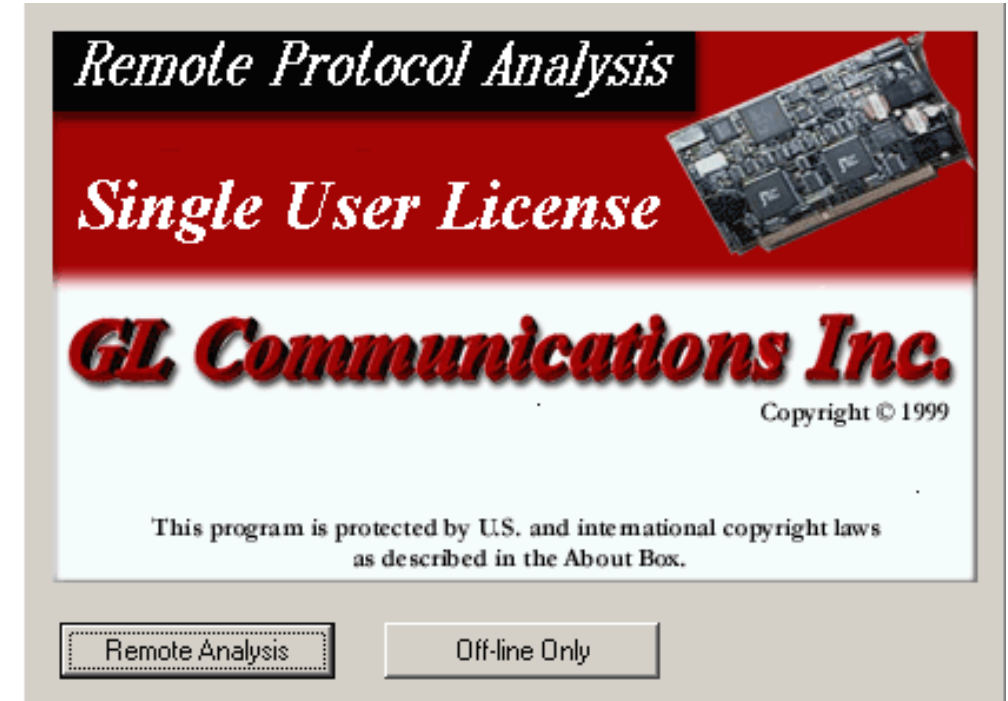 Remote Protocol Analysis
Single User License
GL Communications Inc.
Copyright © 1999
This program is protected by U.S. and international copyright laws
as described in the About Box.
Remote Analysis
Off-line Only